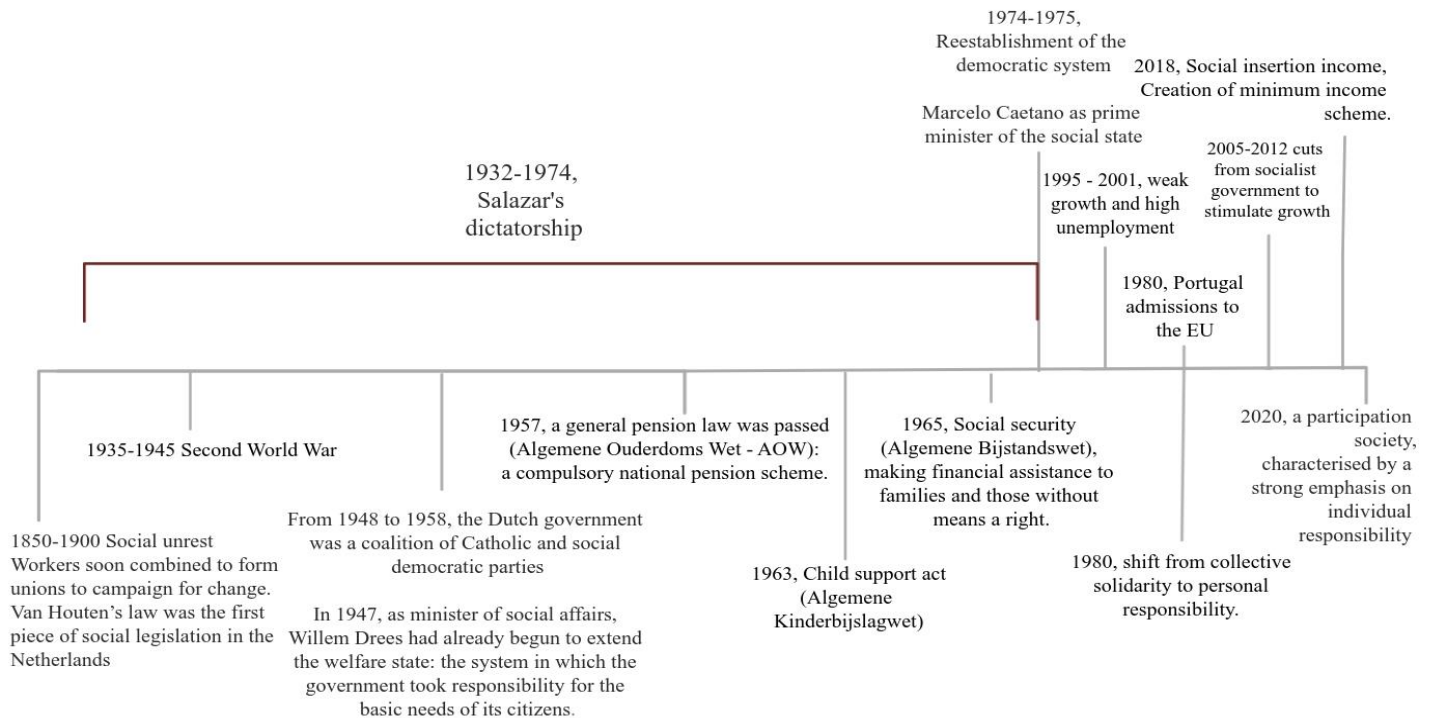 1974-1975,
Reestablishment of the
democratic system
Marcelo Caetano as prime
minister of the social state
2018, Social insertion income,
Creation of minimum income
scheme.
1932-1974,
Salazar's
dictatorship
1995 - 2001, weak
growth and high
unemployment
2005-2012 cuts
from socialist
government to
stimulate growth
1980, Portugal
admissions to
the EU
1850-1900 Social unrest
Workers soon combined to form
unions to campaign for change.
Van Houten’s law was the first
piece of social legislation in the
Netherlands
1935-1945 Second World War
From 1948 to 1958, the Dutch government
was a coalition of Catholic and social
democratic parties
In 1947, as minister of social affairs,
Willem Drees had already begun to extend
the welfare state: the system in which the
government took responsibility for the
basic needs of its citizens.
1957, a general pension law was passed
(Algemene Ouderdoms Wet - AOW):
a compulsory national pension scheme.
1963, Child support act
(Algemene
Kinderbijslagwet)
1965, Social security
(Algemene Bijstandswet),
making financial assistance to
families and those without
means a right.
1980, shift from collective
solidarity to personal
responsibility.
2020, a participation
society,
characterised by a
strong emphasis on
individual
responsibility